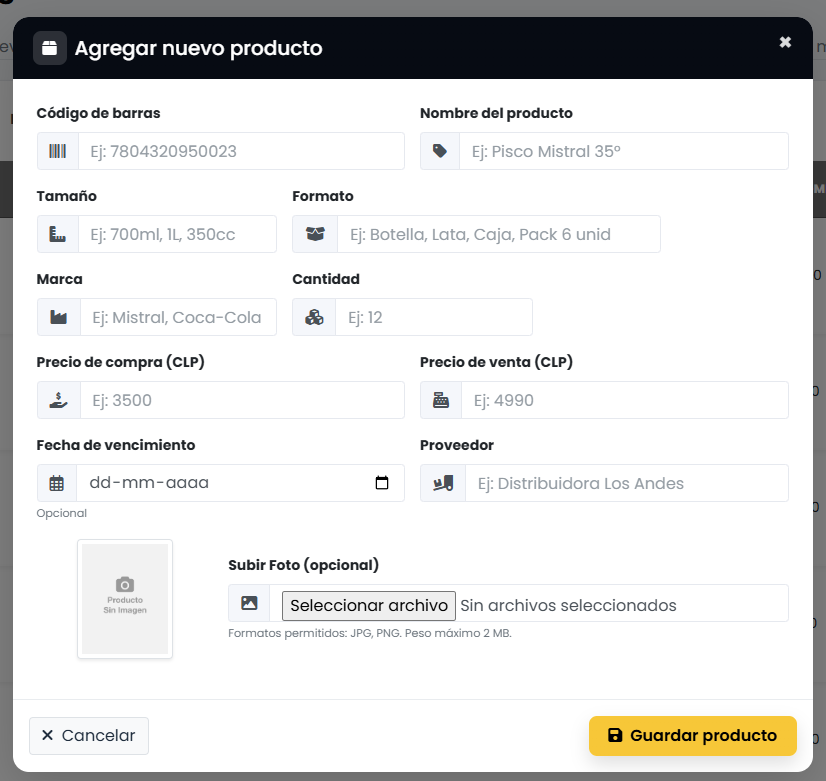 Agregar nuevo producto
Código de barras
Nombre del producto
Ej: 7804320950023
Ej: Pisco Mistral 35°
Tamaño
Formato
Ej: 700ml, 1L, 350cc
Ej: Botella, Lata, Caja, Pack 6 unid
Marca
Cantidad
Ej: Mistral, Coca-Cola
Ej: 12
Precio de compra (CLP)
Precio de venta (CLP)
Ej: 3500
Ej: 4990
Fecha de vencimiento
Proveedor
dd-mm-aaaa
Ej: Distribuidora Los Andes
Opcional
Producto
Sin Imagen
Subir Foto (opcional)
Seleccionar archivo Sin archivos seleccionados
Formatos permitidos: JPG, PNG. Peso máximo 2 MB.
Cancelar
Guardar producto